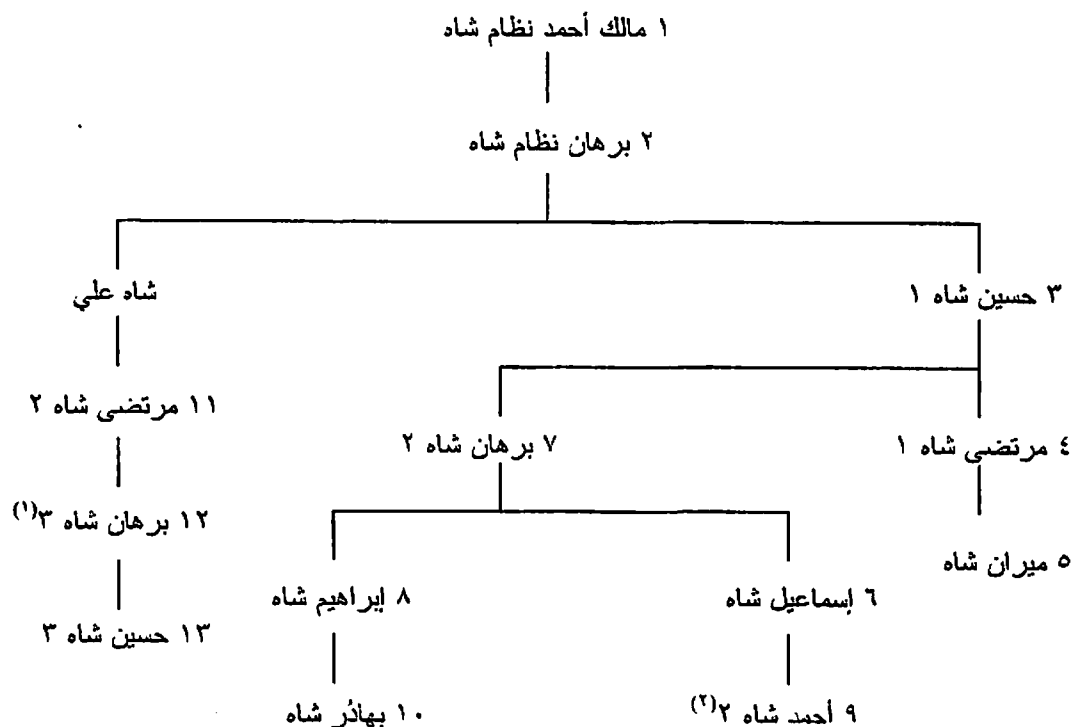 ١ مالك أحمد نظام شاه
٢ برهان نظام شاه
٣ حسين شاه ١
شاه علي
٤ مرتضى شاه ١
٧ برهان شاه ٢
١١ مرتضى شاه ٢
٥ ميران شاه
١٢ برهان شاه ٣(١)
٦ إسماعيل شاه
٨ إبراهيم شاه
١٣ حسين شاه ٣
٩ أحمد شاه ٢(٢)
١٠ بهادُر شاه